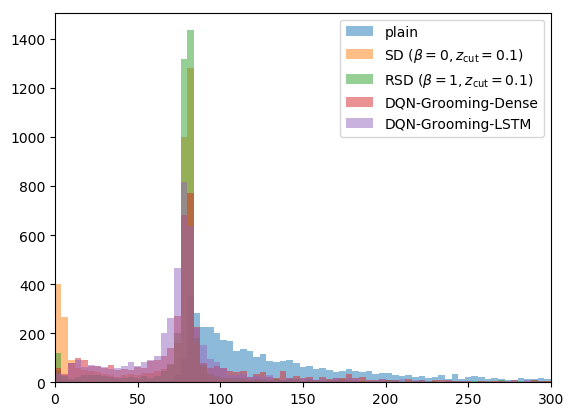 1400
1200
1000
800
600
400
200
0
0 50 100 150 200 250 300
plain
SD (β = 0, z_cut = 0.1)
RSD (β = 1, z_cut = 0.1)
DQN-Grooming-Dense
DQN-Grooming-LSTM